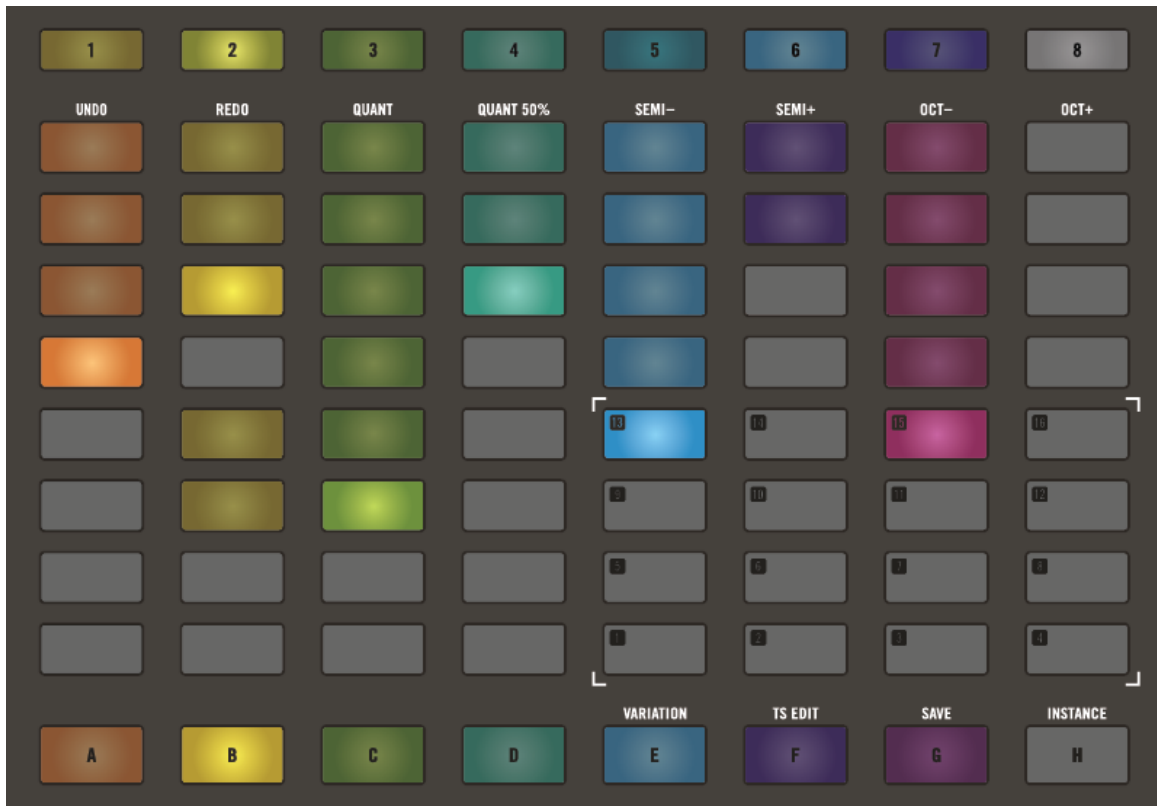 1 2 3 4 5 6 7 8
UNDO REDO QUANT QUANT 50% SEMI– SEMI+ OCT– OCT+
13 14 15 16
9 10 11 12
5 6 7 8
1 2 3 4
VARIATION TS EDIT SAVE INSTANCE
A B C D E F G H